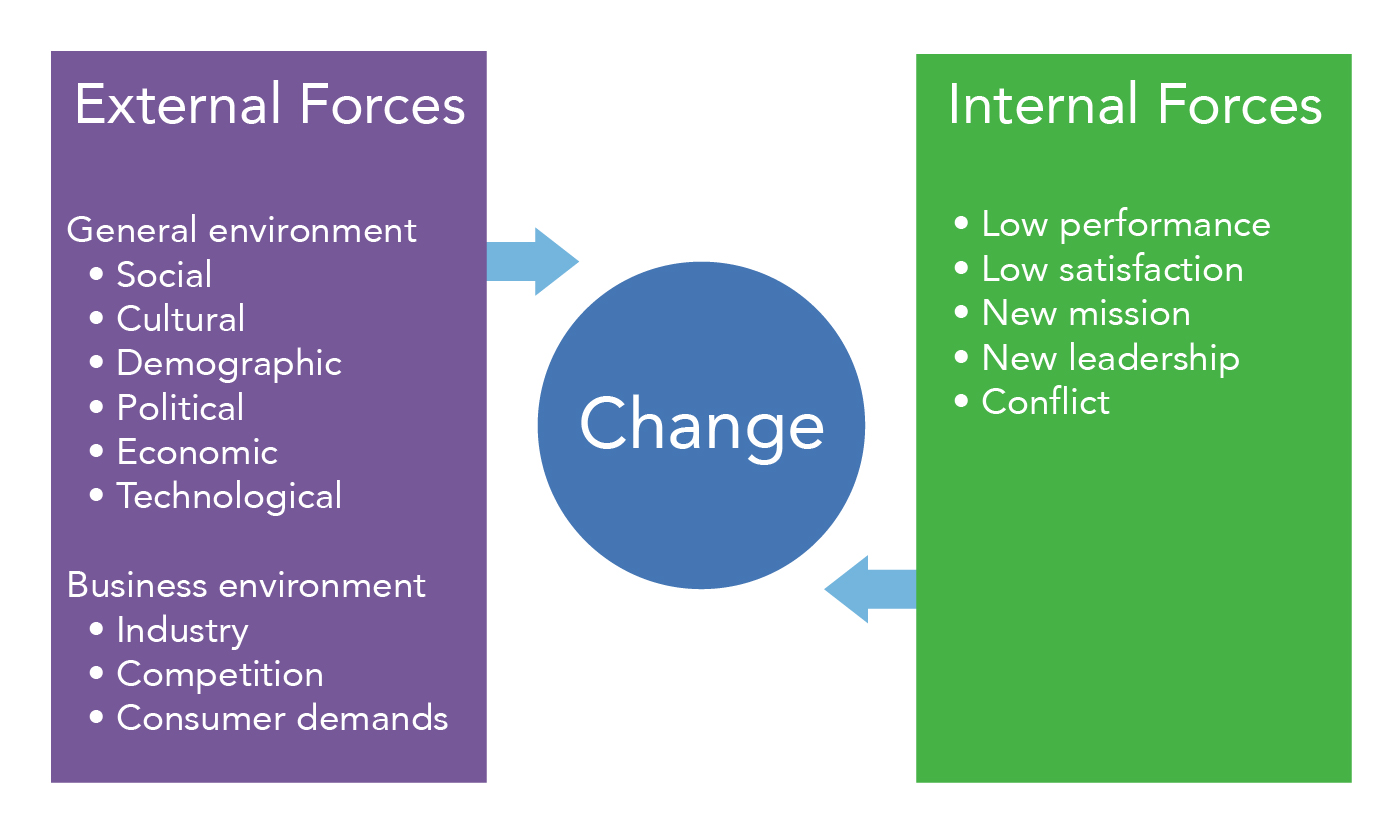 External Forces
General environment
• Social
• Cultural
• Demographic
• Political
• Economic
• Technological
Business environment
• Industry
• Competition
• Consumer demands
Change
Internal Forces
• Low performance
• Low satisfaction
• New mission
• New leadership
• Conflict